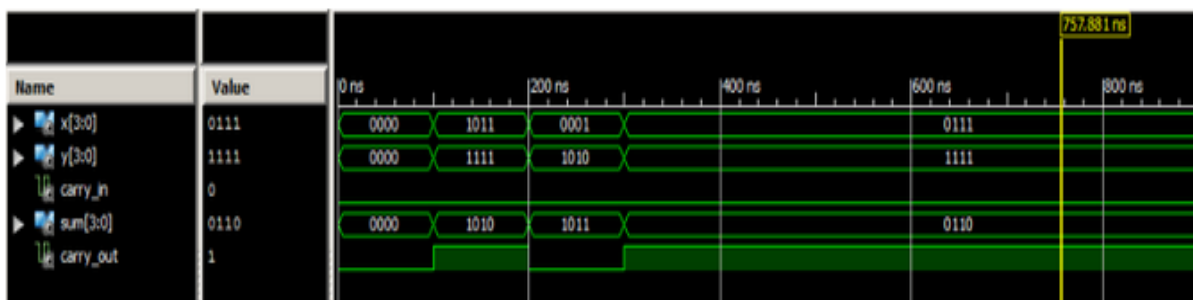 757.881 ns
Name Value 0 ns 200 ns 400 ns 600 ns 800 ns
x[3:0] 0111 0000 1011 0001 0111
y[3:0] 1111 0000 1111 1010 1111
carry_in 0
sum[3:0] 0110 0000 1010 1011 0110
carry_out 1